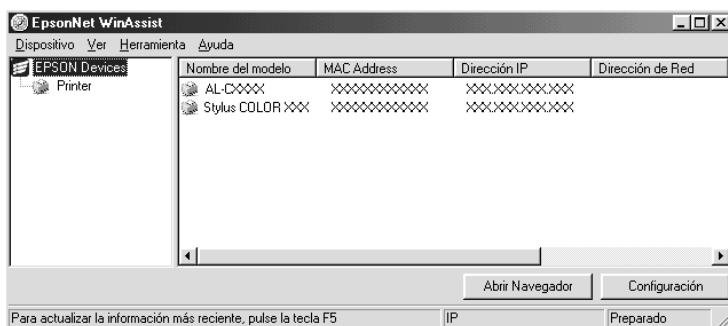 EpsonNet WinAssist
Dispositivo Ver Herramienta Ayuda
EPSON Devices
Printer
Nombre del modelo MAC Address Dirección IP Dirección de Red
AL-CXXXX XXXXXXXXXXXX XXX.XXX.XXX.XXX
Stylus COLOR XXX XXXXXXXXXXXX XXX.XXX.XXX.XXX
Abrir Navegador Configuración
Para actualizar la información más reciente, pulse la tecla F5 IP Preparado